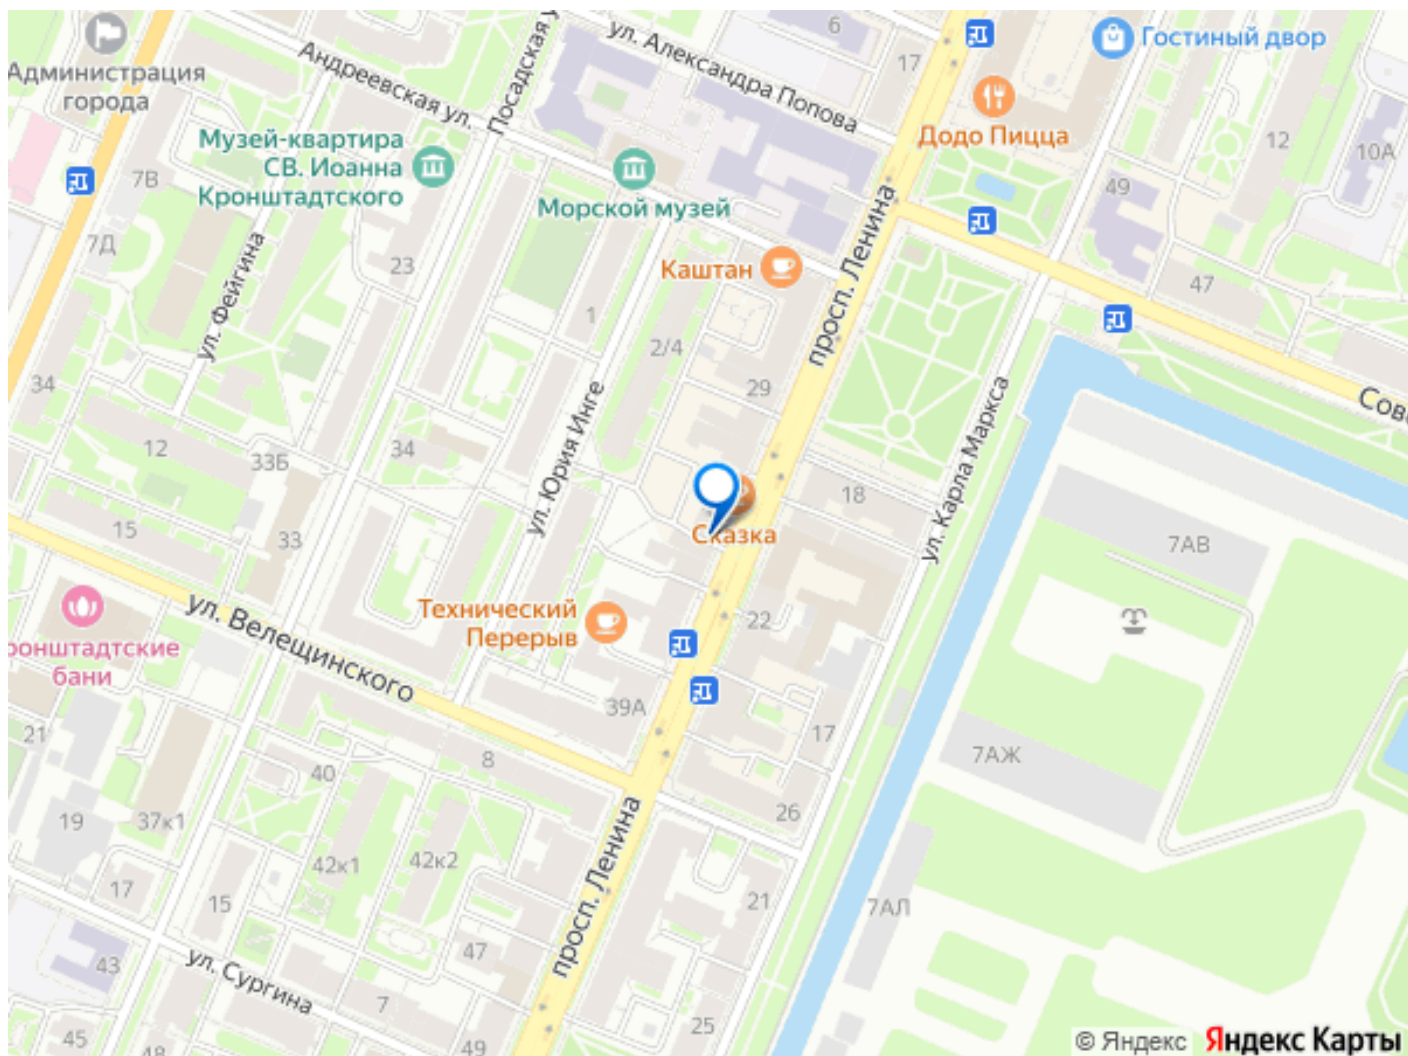 6
ул. Александра Попова
17
Гостиный двор
Администрация
города
Андреевская ул.
Посадская у
Додо Пицца
12
10А
Музей-квартира
СВ. Иоанна
Кронштадтского
7В
Морской музей
49
7Д
ул. Фейгина
23
Каштан
просп. Ленина
47
1
2/4
34
29
ул. Юрия Инге
ул. Карла Маркса
Сов
12
33Б
34
18
15
33
Сказка
7АВ
ул. Велещинского
Технический
Перерыв
22
ронштадтские
бани
39А
21
17
7АЖ
8
40
26
19
37к1
просп. Ленина
42к1
42к2
17
15
21
7АЛ
47
43
ул. Сургина
7
25
45
48
49
© Яндекс Яндекс Карты